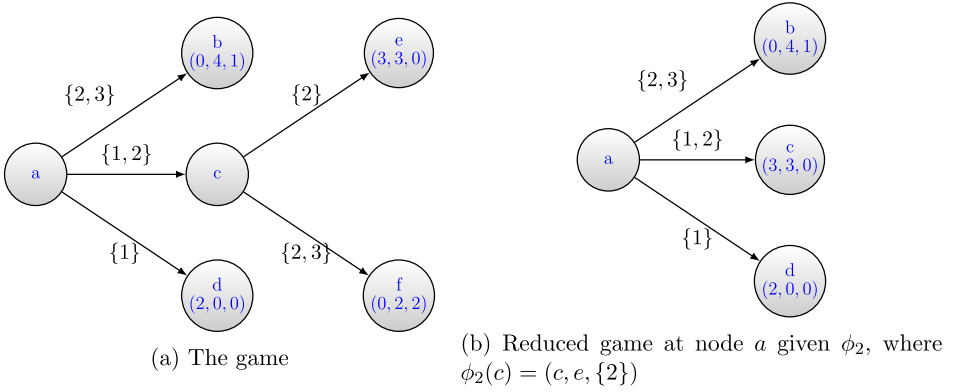 b
(0, 4, 1)
e
(3, 3, 0)
{2, 3}
{2}
{1, 2}
a
c
{1}
{2, 3}
d
(2, 0, 0)
f
(0, 2, 2)
(a) The game
b
(0, 4, 1)
{2, 3}
{1, 2}
a
c
(3, 3, 0)
{1}
d
(2, 0, 0)
(b) Reduced game at node a given ϕ₂, where
ϕ₂(c) = (c, e, {2})